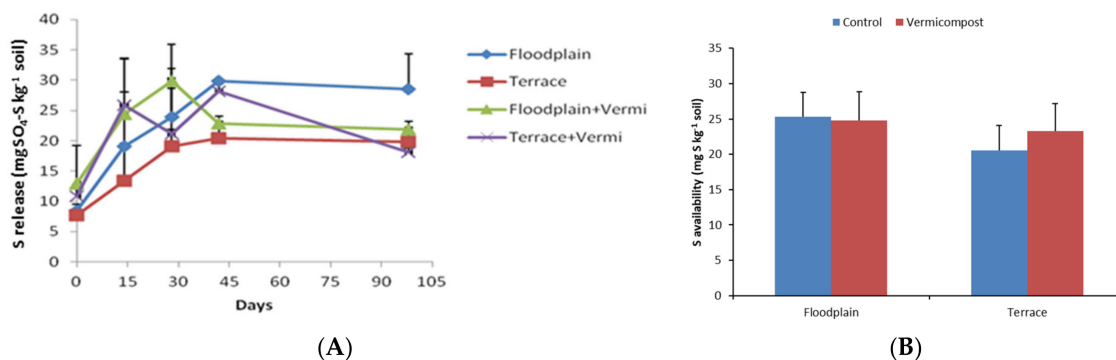 S release (mgSO₄-S kg⁻¹ soil)
40
35
30
25
20
15
10
5
0
0 15 30 45 60 75 90 105
Days
Floodplain
Terrace
Floodplain+Vermi
Terrace+Vermi
(A)
Control Vermicompost
S availability (mg S kg⁻¹ soil)
35
30
25
20
15
10
5
0
Floodplain Terrace
(B)